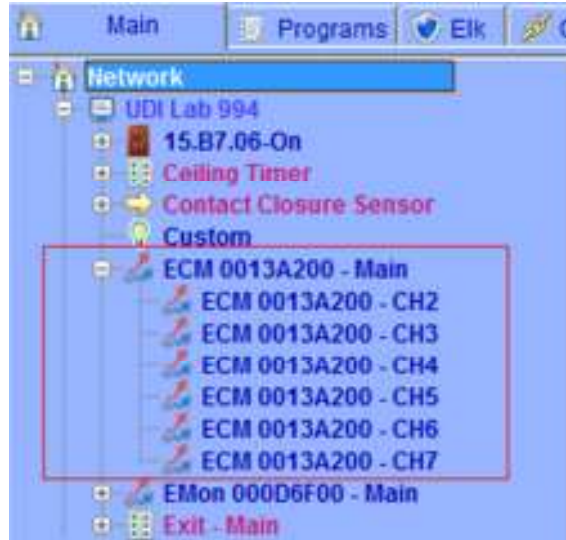 Main Programs Elk
Network
UDI Lab 994
15.B7.06-On
Ceiling Timer
Contact Closure Sensor
Custom
ECM 0013A200 - Main
ECM 0013A200 - CH2
ECM 0013A200 - CH3
ECM 0013A200 - CH4
ECM 0013A200 - CH5
ECM 0013A200 - CH6
ECM 0013A200 - CH7
EMon 000D6F00 - Main
Exit - Main